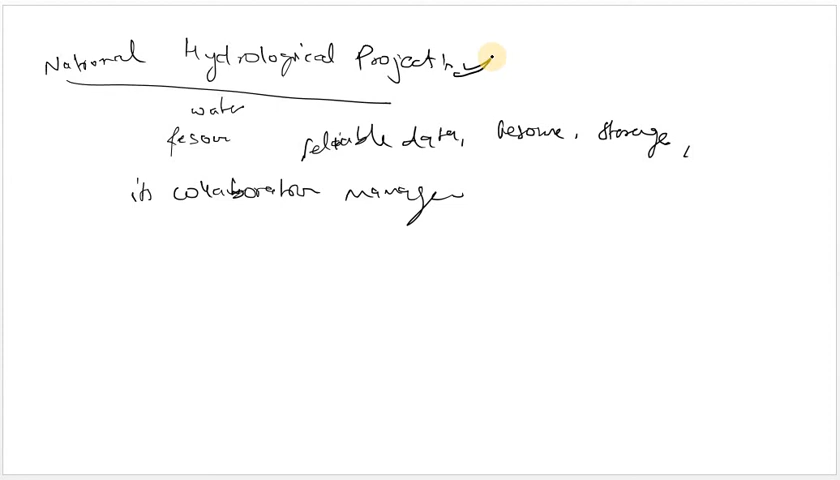 National Hydrological Project
water
resour
reliable data, resource, storage,
its collaboration manage